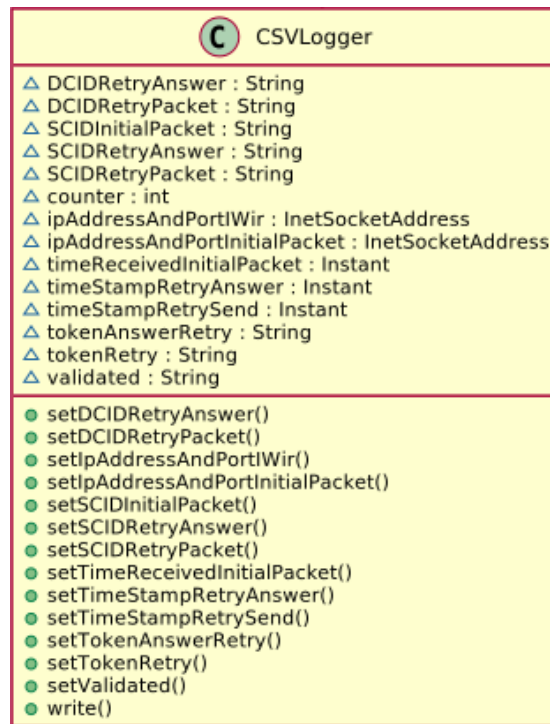 C CSVLogger
DCIDRetryAnswer : String
DCIDRetryPacket : String
SCIDInitialPacket : String
SCIDRetryAnswer : String
SCIDRetryPacket : String
counter : int
ipAddressAndPortIWir : InetSocketAddress
ipAddressAndPortInitialPacket : InetSocketAddress
timeReceivedInitialPacket : Instant
timeStampRetryAnswer : Instant
timeStampRetrySend : Instant
tokenAnswerRetry : String
tokenRetry : String
validated : String
setDCIDRetryAnswer()
setDCIDRetryPacket()
setIpAddressAndPortIWir()
setIpAddressAndPortInitialPacket()
setSCIDInitialPacket()
setSCIDRetryAnswer()
setSCIDRetryPacket()
setTimeReceivedInitialPacket()
setTimeStampRetryAnswer()
setTimeStampRetrySend()
setTokenAnswerRetry()
setTokenRetry()
setValidated()
write()